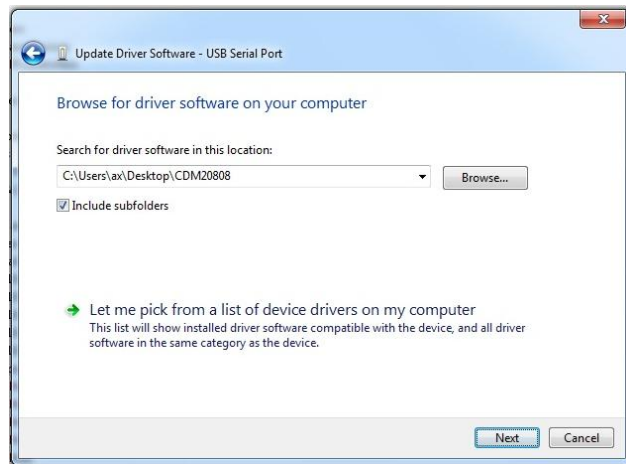 Update Driver Software - USB Serial Port
Browse for driver software on your computer
Search for driver software in this location:
C:\Users\ax\Desktop\CDM20808
Browse...
Include subfolders
Let me pick from a list of device drivers on my computer
This list will show installed driver software compatible with the device, and all driver
software in the same category as the device.
Next Cancel